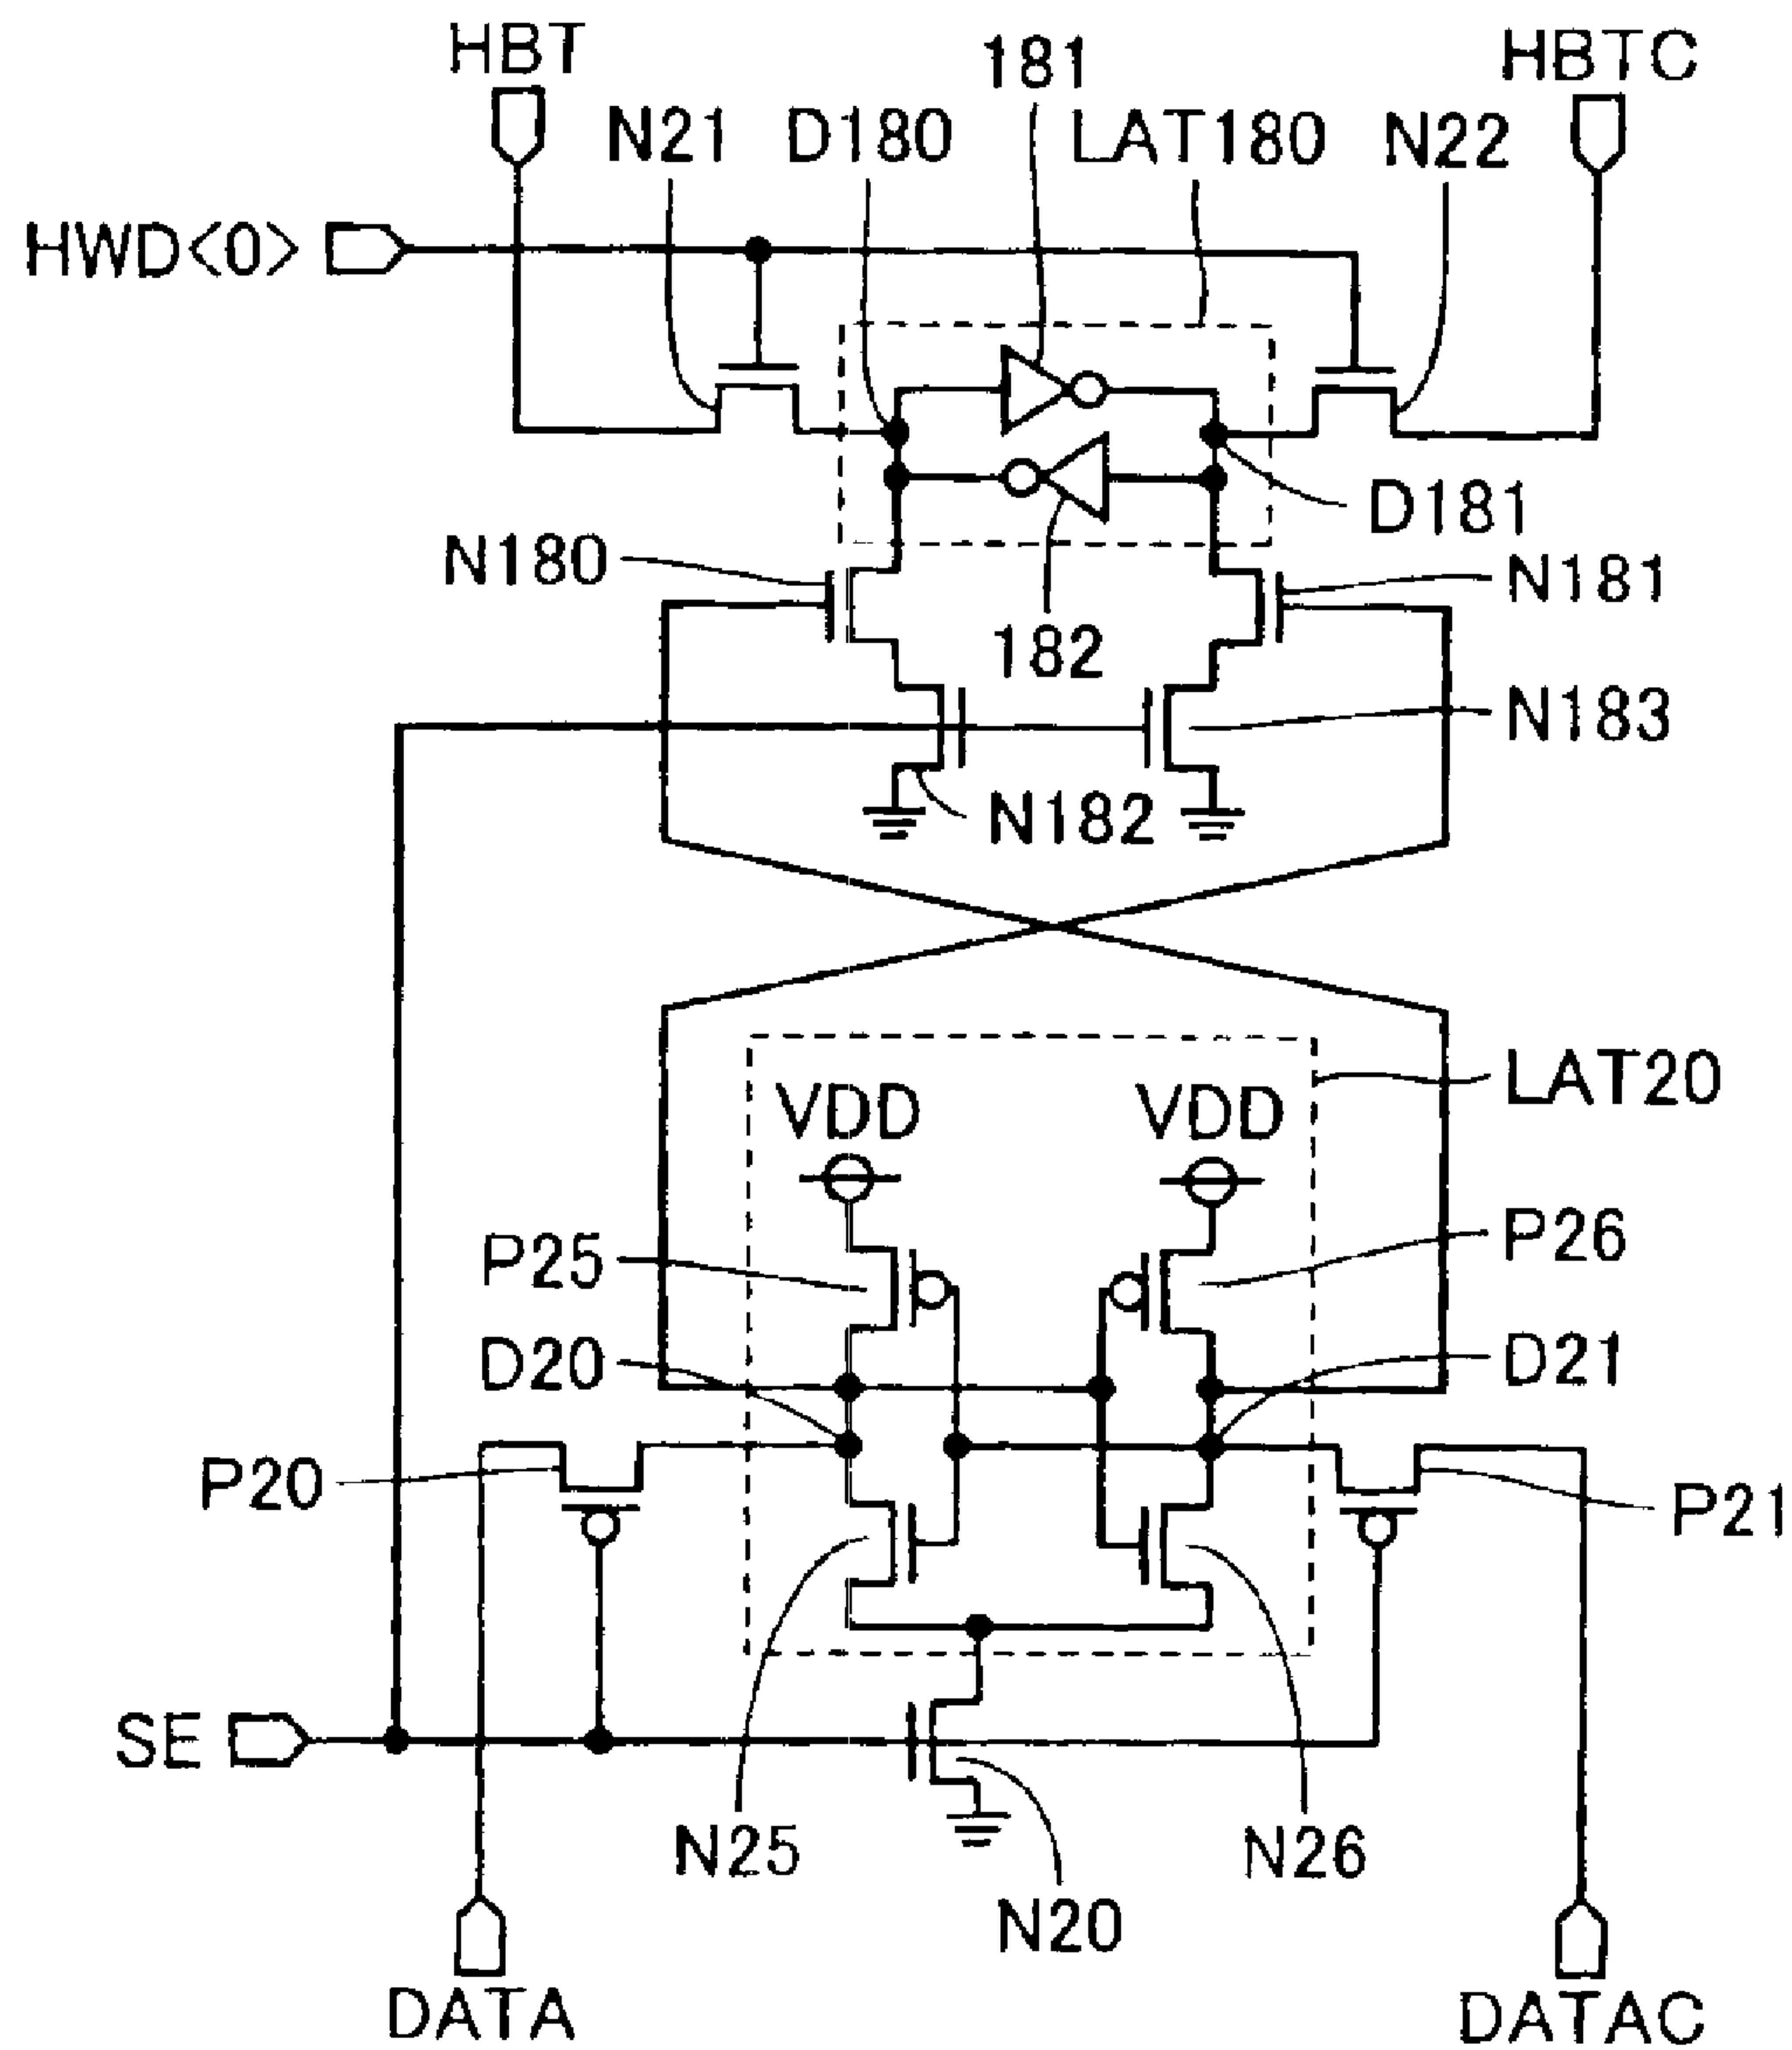 HBT
181
HBTC
N21
D180
LAT180
N22
HWD<0>
D181
N180
N181
182
N183
N182
LAT20
VDD
VDD
P25
P26
D20
D21
P20
P21
SE
N25
N26
N20
DATA
DATAC